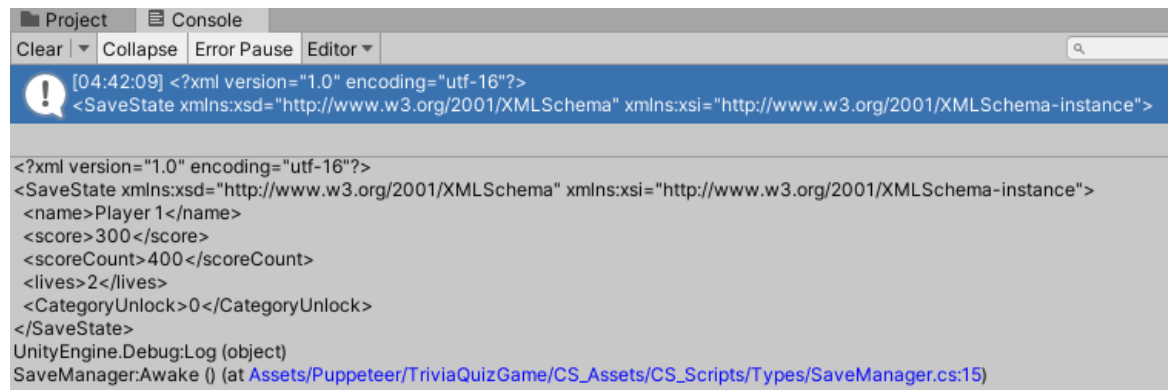 Project Console
Clear Collapse Error Pause Editor
[04:42:09] <?xml version="1.0" encoding="utf-16"?>
<SaveState xmlns:xsd="http://www.w3.org/2001/XMLSchema" xmlns:xsi="http://www.w3.org/2001/XMLSchema-instance">
<?xml version="1.0" encoding="utf-16"?>
<SaveState xmlns:xsd="http://www.w3.org/2001/XMLSchema" xmlns:xsi="http://www.w3.org/2001/XMLSchema-instance">
<name>Player 1</name>
<score>300</score>
<scoreCount>400</scoreCount>
<lives>2</lives>
<CategoryUnlock>0</CategoryUnlock>
</SaveState>
UnityEngine.Debug:Log (object)
SaveManager:Awake () (at Assets/Puppeteer/TriviaQuizGame/CS_Assets/CS_Scripts/Types/SaveManager.cs:15)